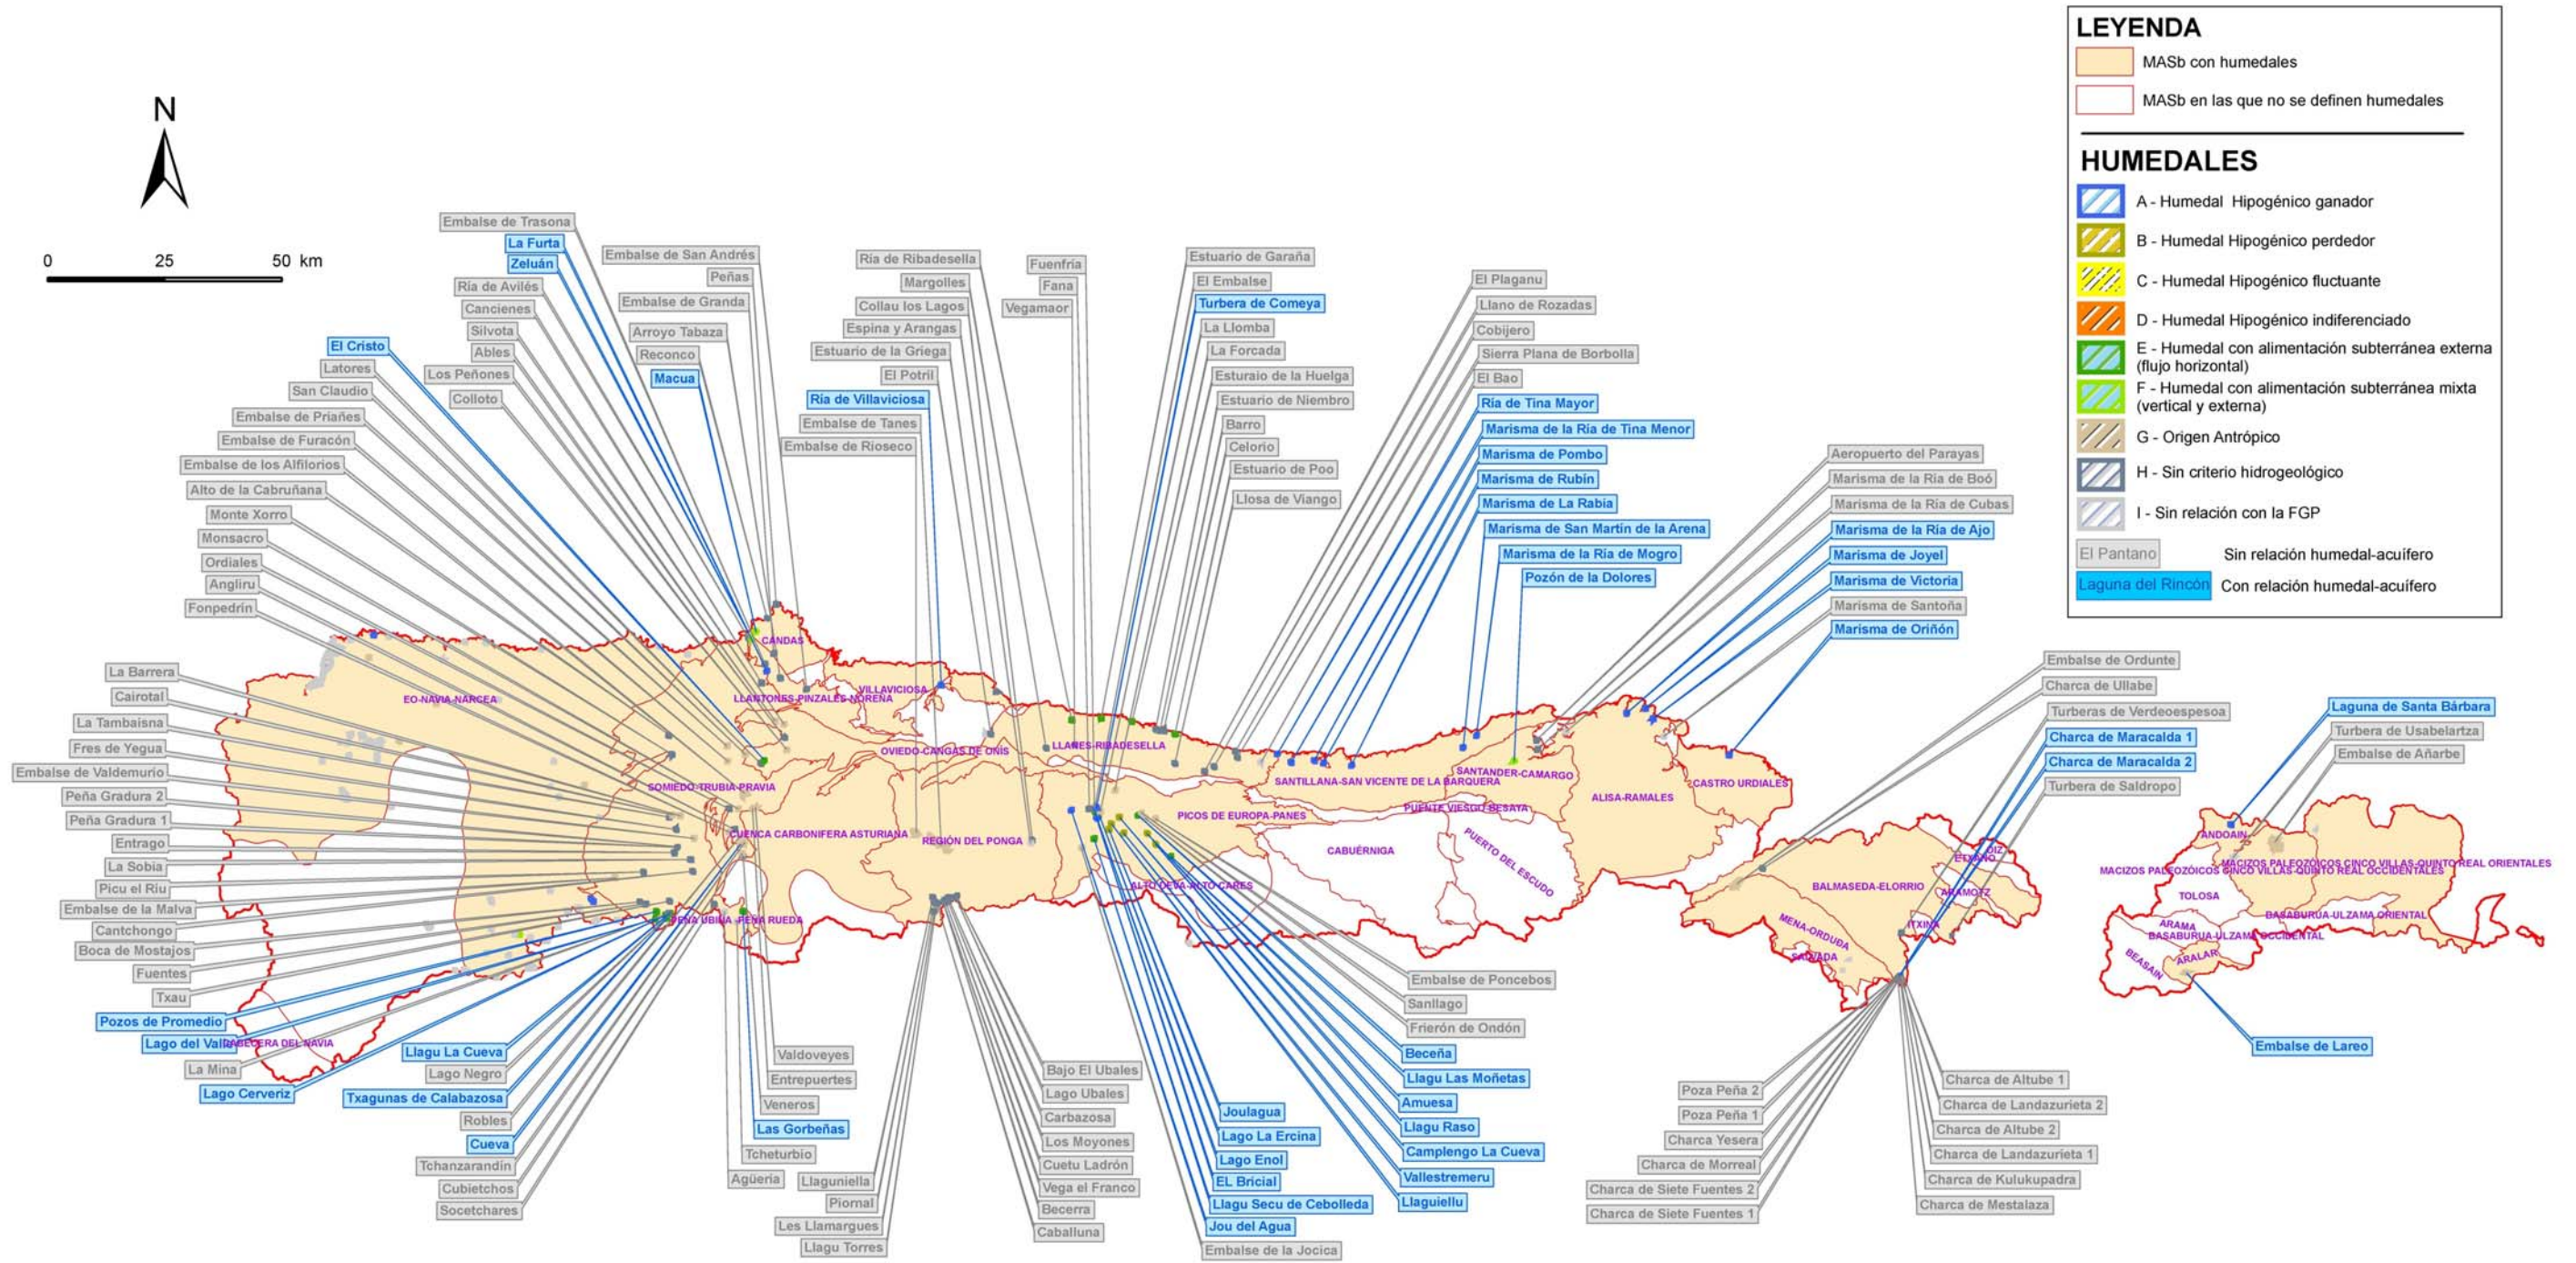 LEYENDA
MASb con humedales
MASb en las que no se definen humedales
HUMEDALES
A - Humedal Hipogénico ganador
B - Humedal Hipogénico perdedor
C - Humedal Hipogénico fluctuante
D - Humedal Hipogénico indiferenciado
E - Humedal con alimentación subterránea externa
(flujo horizontal)
F - Humedal con alimentación subterránea mixta
(vertical y externa)
G - Origen Antrópico
H - Sin criterio hidrogeológico
I - Sin relación con la FGP
El Pantano
Sin relación humedal-acuífero
Laguna del Rincón
Con relación humedal-acuífero
N
0 25 50 km
Embalse de Trasona
La Furta
Zeluán
Ría de Avilés
Cancienes
Silvota
Ables
Los Peñones
Colloto
El Cristo
Latores
San Claudio
Embalse de Priañes
Embalse de Furacón
Embalse de los Alfilorios
Alto de la Cabruñana
Monte Xorro
Monsacro
Ordiales
Angliru
Fonpedrín
Embalse de San Andrés
Peñas
Embalse de Granda
Arroyo Tabaza
Reconco
Macua
Ría de Ribadesella
Margolles
Collau los Lagos
Espina y Arangas
Estuario de la Griega
El Potril
Ría de Villaviciosa
Embalse de Tanes
Embalse de Rioseco
Fuenfría
Fana
Vegamaor
Estuario de Garaña
El Embalse
Turbera de Comeya
La Llomba
La Forcada
Esturaio de la Huelga
Estuario de Niembro
Barro
Celorio
Estuario de Poo
Llosa de Viango
El Plaganu
Llano de Rozadas
Cobijero
Sierra Plana de Borbolla
El Bao
Ría de Tina Mayor
Marisma de la Ría de Tina Menor
Marisma de Pombo
Marisma de Rubín
Marisma de La Rabia
Marisma de San Martín de la Arena
Marisma de la Ría de Mogro
Pozón de la Dolores
Aeropuerto del Parayas
Marisma de la Ría de Boó
Marisma de la Ría de Cubas
Marisma de la Ría de Ajo
Marisma de Joyel
Marisma de Victoria
Marisma de Santoña
Marisma de Oriñón
Embalse de Ordunte
Charca de Ullabe
Turberas de Verdeoespesoa
Charca de Maracalda 1
Charca de Maracalda 2
Turbera de Saldropo
Laguna de Santa Bárbara
Turbera de Usabelartza
Embalse de Añarbe
La Barrera
Cairotal
La Tambaisna
Fres de Yegua
Embalse de Valdemurio
Peña Gradura 2
Peña Gradura 1
Entrago
La Sobia
Picu el Riu
Embalse de la Malva
Cantchongo
Boca de Mostajos
Fuentes
Txau
Pozos de Promedio
Lago del Valle
La Mina
Lago Cerveriz
CANDAS
EO-NAVIA-NARCEA
LLANTONES-PINZALES-NOREÑA
VILLAVICIOSA
OVIEDO-CANGAS DE ONÍS
LLANES-RIBADESELLA
SOMIEDO-TRUBIA-PRAVIA
CUENCA CARBONIFERA ASTURIANA
REGIÓN DEL PONGA
PEÑA UBIÑA -PEÑA RUEDA
CABECERA DEL NAVIA
PICOS DE EUROPA-PANES
ALTO DEVA-ALTO CARES
SANTILLANA-SAN VICENTE DE LA BARQUERA
SANTANDER-CAMARGO
PUENTE VIESGO-BESAYA
CABUÉRNIGA
PUERTO DEL ESCUDO
ALISA-RAMALES
CASTRO URDIALES
BALMASEDA-ELORRIO
MENA-ORDUÑA
SALVADA
ITXINA
ARAMOTZ
ETXANO
OIZ
ANDOAIN
MACIZOS PALEOZÓICOS CINCO VILLAS-QUINTO REAL ORIENTALES
MACIZOS PALEOZÓICOS CINCO VILLAS-QUINTO REAL OCCIDENTALES
TOLOSA
BASABURUA-ULZAMA ORIENTAL
ARAMA
BASABURUA-ULZAMA OCCIDENTAL
BEASAIN
ARALAR
Llagu La Cueva
Lago Negro
Txagunas de Calabazosa
Robles
Cueva
Tchanzarandín
Cubietchos
Socetchares
Valdoveyes
Entrepuertes
Veneros
Las Gorbeñas
Tcheturbio
Agüeria
Llaguniella
Piornal
Les Llamargues
Llagu Torres
Bajo El Ubales
Lago Ubales
Carbazosa
Los Moyones
Cuetu Ladrón
Vega el Franco
Becerra
Caballuna
Joulagua
Lago La Ercina
Lago Enol
EL Bricial
Llagu Secu de Cebolleda
Jou del Agua
Embalse de la Jocica
Embalse de Poncebos
Sanllago
Frierón de Ondón
Beceña
Llagu Las Moñetas
Amuesa
Llagu Raso
Camplengo La Cueva
Vallestremeru
Llaguiellu
Poza Peña 2
Poza Peña 1
Charca Yesera
Charca de Morreal
Charca de Siete Fuentes 2
Charca de Siete Fuentes 1
Charca de Altube 1
Charca de Landazurieta 2
Charca de Altube 2
Charca de Landazurieta 1
Charca de Kulukupadra
Charca de Mestalaza
Embalse de Lareo